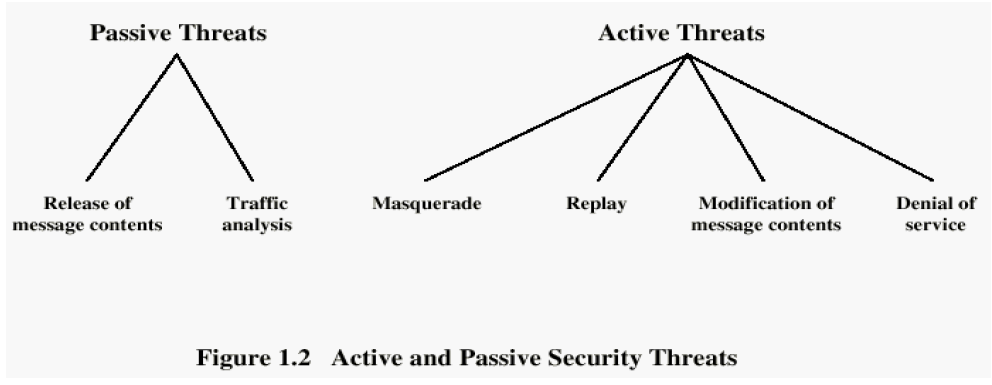 Passive Threats
Active Threats
Release of
message contents
Traffic
analysis
Masquerade
Replay
Modification of
message contents
Denial of
service
Figure 1.2 Active and Passive Security Threats